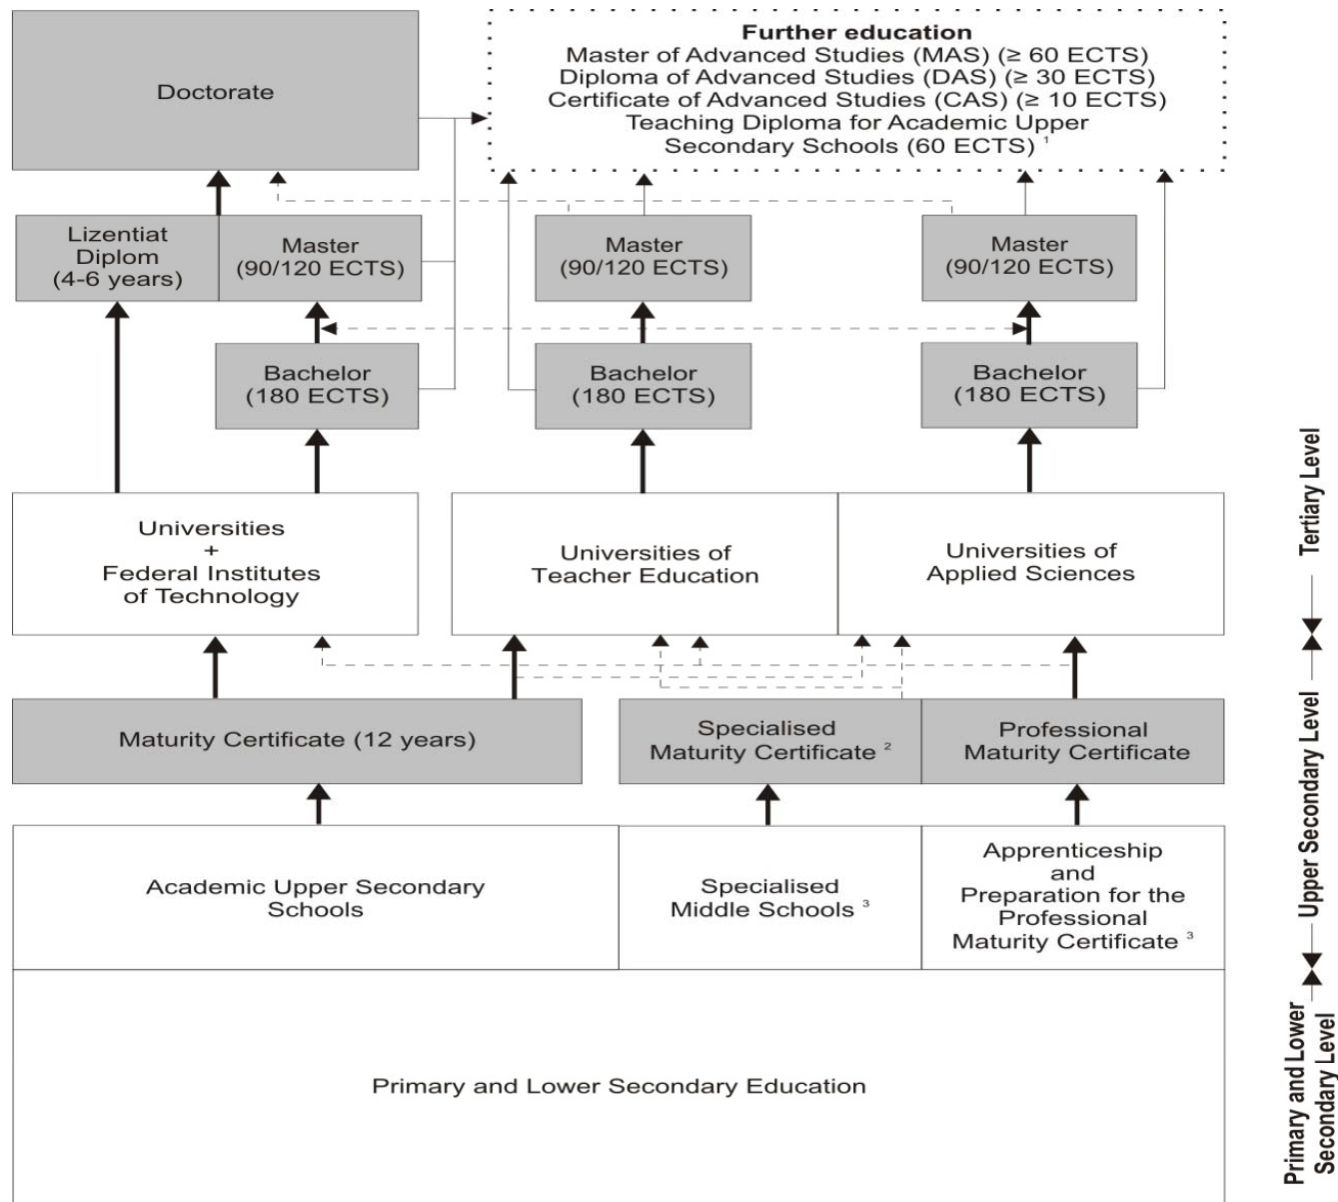 Doctorate
Further education
Master of Advanced Studies (MAS) (≥ 60 ECTS)
Diploma of Advanced Studies (DAS) (≥ 30 ECTS)
Certificate of Advanced Studies (CAS) (≥ 10 ECTS)
Teaching Diploma for Academic Upper
Secondary Schools (60 ECTS) ¹
Lizentiat
Diplom
(4-6 years)
Master
(90/120 ECTS)
Master
(90/120 ECTS)
Master
(90/120 ECTS)
Bachelor
(180 ECTS)
Bachelor
(180 ECTS)
Bachelor
(180 ECTS)
Universities
+
Federal Institutes
of Technology
Universities of
Teacher Education
Universities of
Applied Sciences
Tertiary Level
Maturity Certificate (12 years)
Specialised
Maturity Certificate ²
Professional
Maturity Certificate
Academic Upper Secondary
Schools
Specialised
Middle Schools ³
Apprenticeship
and
Preparation for the
Professional
Maturity Certificate ³
Upper Secondary Level
Primary and Lower Secondary Education
Primary and Lower
Secondary Level